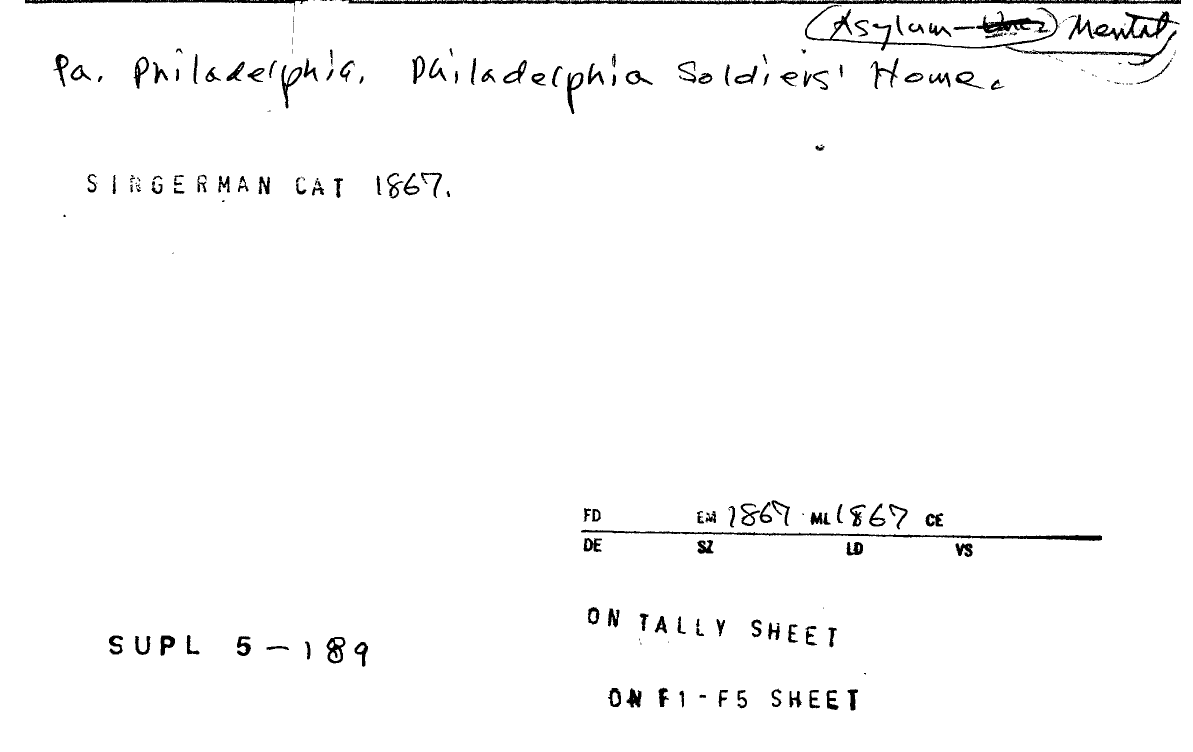 Asylum- Mental
Pa. Philadelphia. Philadelphia Soldiers' Home.
SINGERMAN CAT 1867.
FD EM 1867 ML 1867 CE
DE SZ LD VS
ON TALLY SHEET
SUPL 5-189
ON F1-F5 SHEET